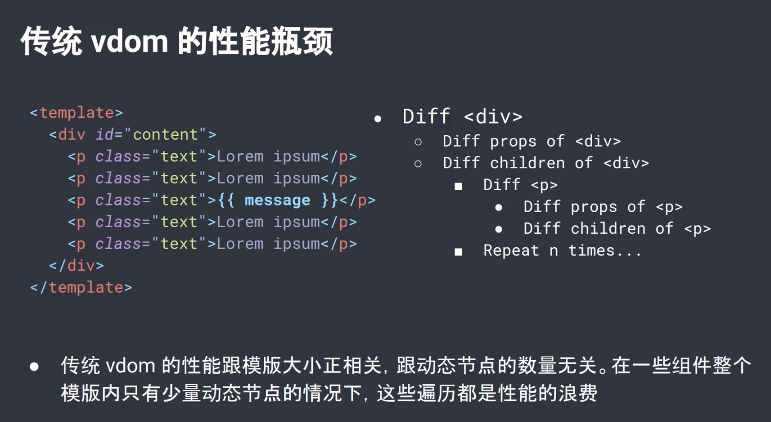 传统 vdom 的性能瓶颈
<template>
<div id="content">
<p class="text">Lorem ipsum</p>
<p class="text">Lorem ipsum</p>
<p class="text">{{ message }}</p>
<p class="text">Lorem ipsum</p>
<p class="text">Lorem ipsum</p>
</div>
</template>
● Diff <div>
○ Diff props of <div>
○ Diff children of <div>
■ Diff <p>
● Diff props of <p>
● Diff children of <p>
■ Repeat n times...
● 传统 vdom 的性能跟模版大小正相关，跟动态节点的数量无关。在一些组件整个
模版内只有少量动态节点的情况下，这些遍历都是性能的浪费